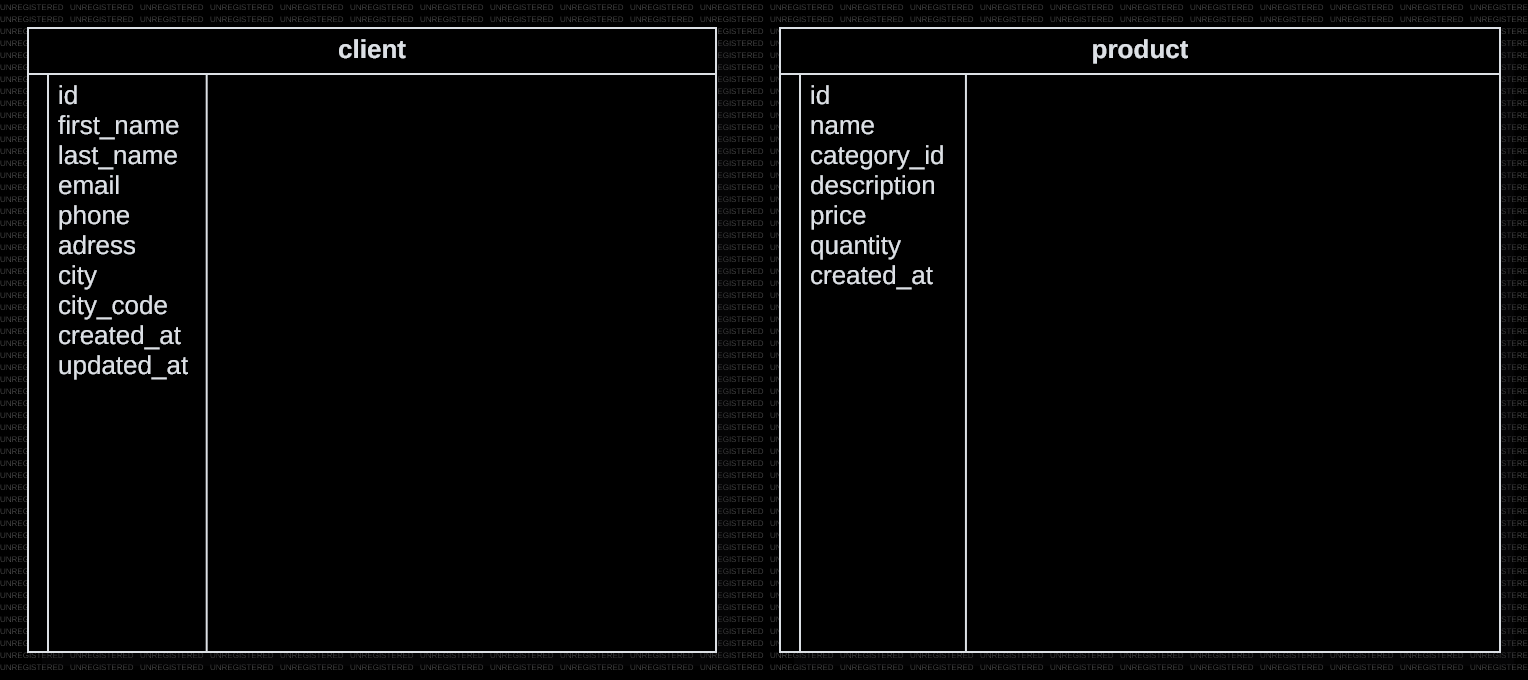 client
id
first_name
last_name
email
phone
adress
city
city_code
created_at
updated_at
product
id
name
category_id
description
price
quantity
created_at
UNREGISTERED